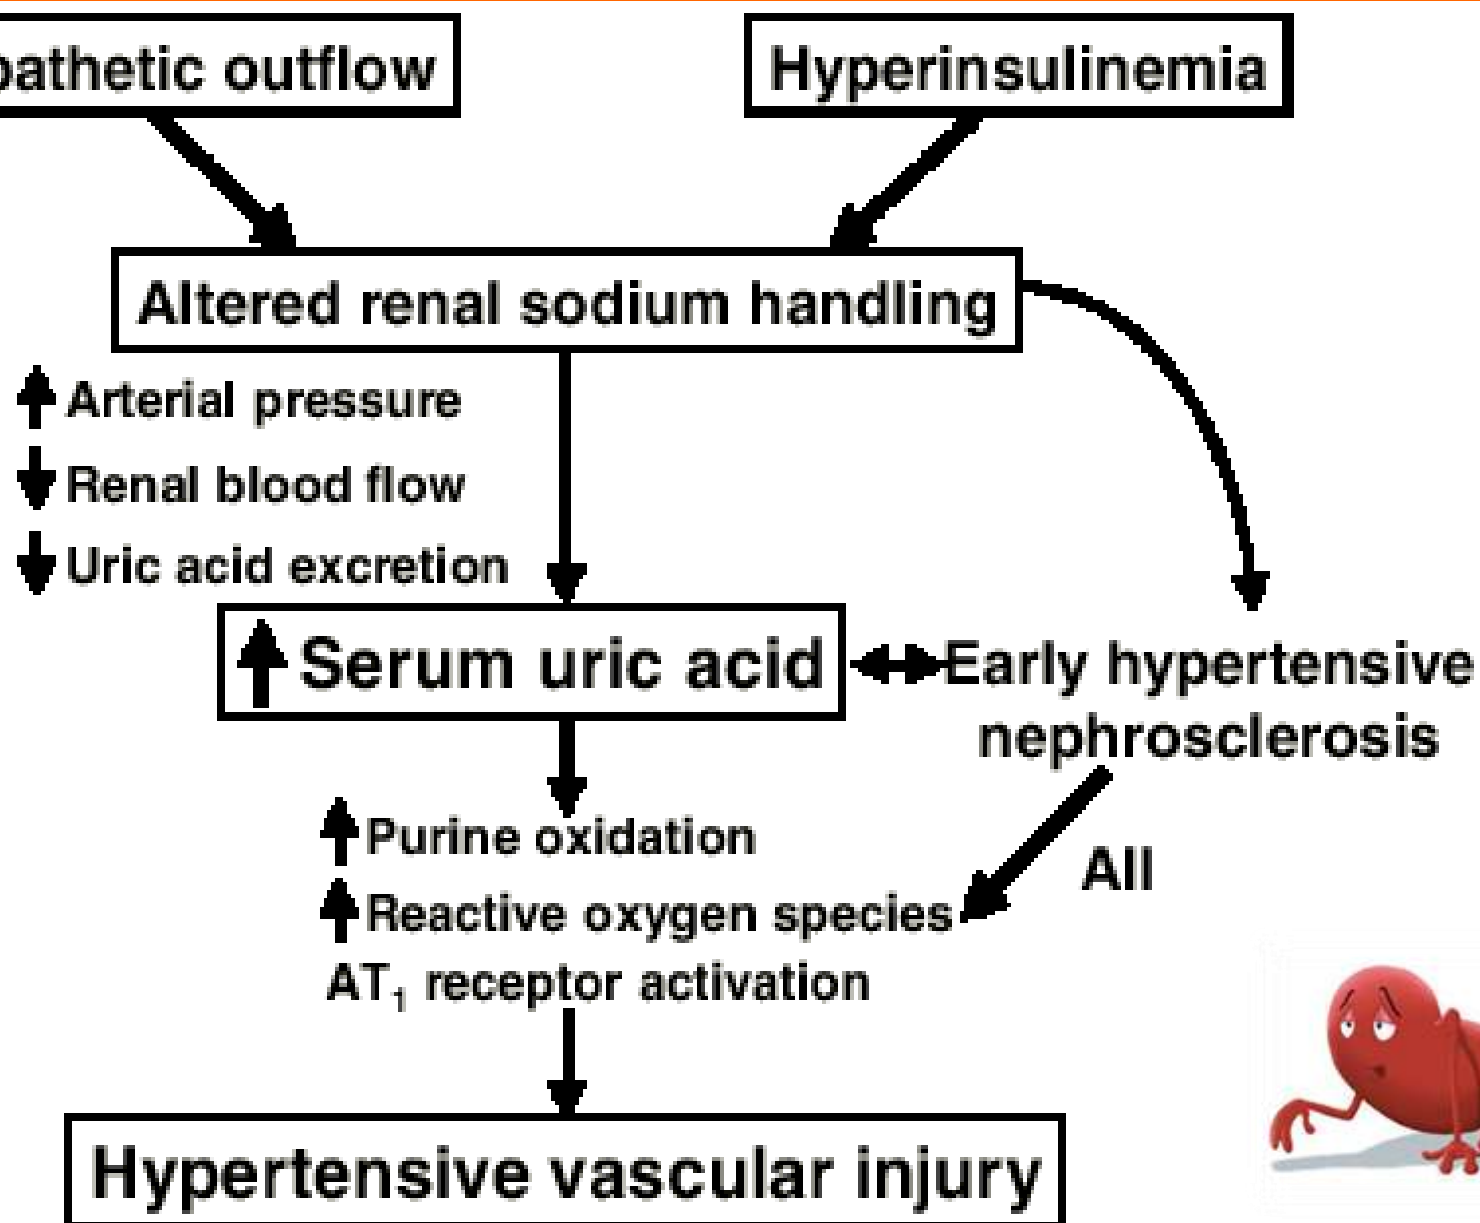 pathetic outflow
Hyperinsulinemia
Altered renal sodium handling
Arterial pressure
Renal blood flow
Uric acid excretion
Serum uric acid
Early hypertensive
nephrosclerosis
Purine oxidation
AII
Reactive oxygen species
AT₁ receptor activation
Hypertensive vascular injury